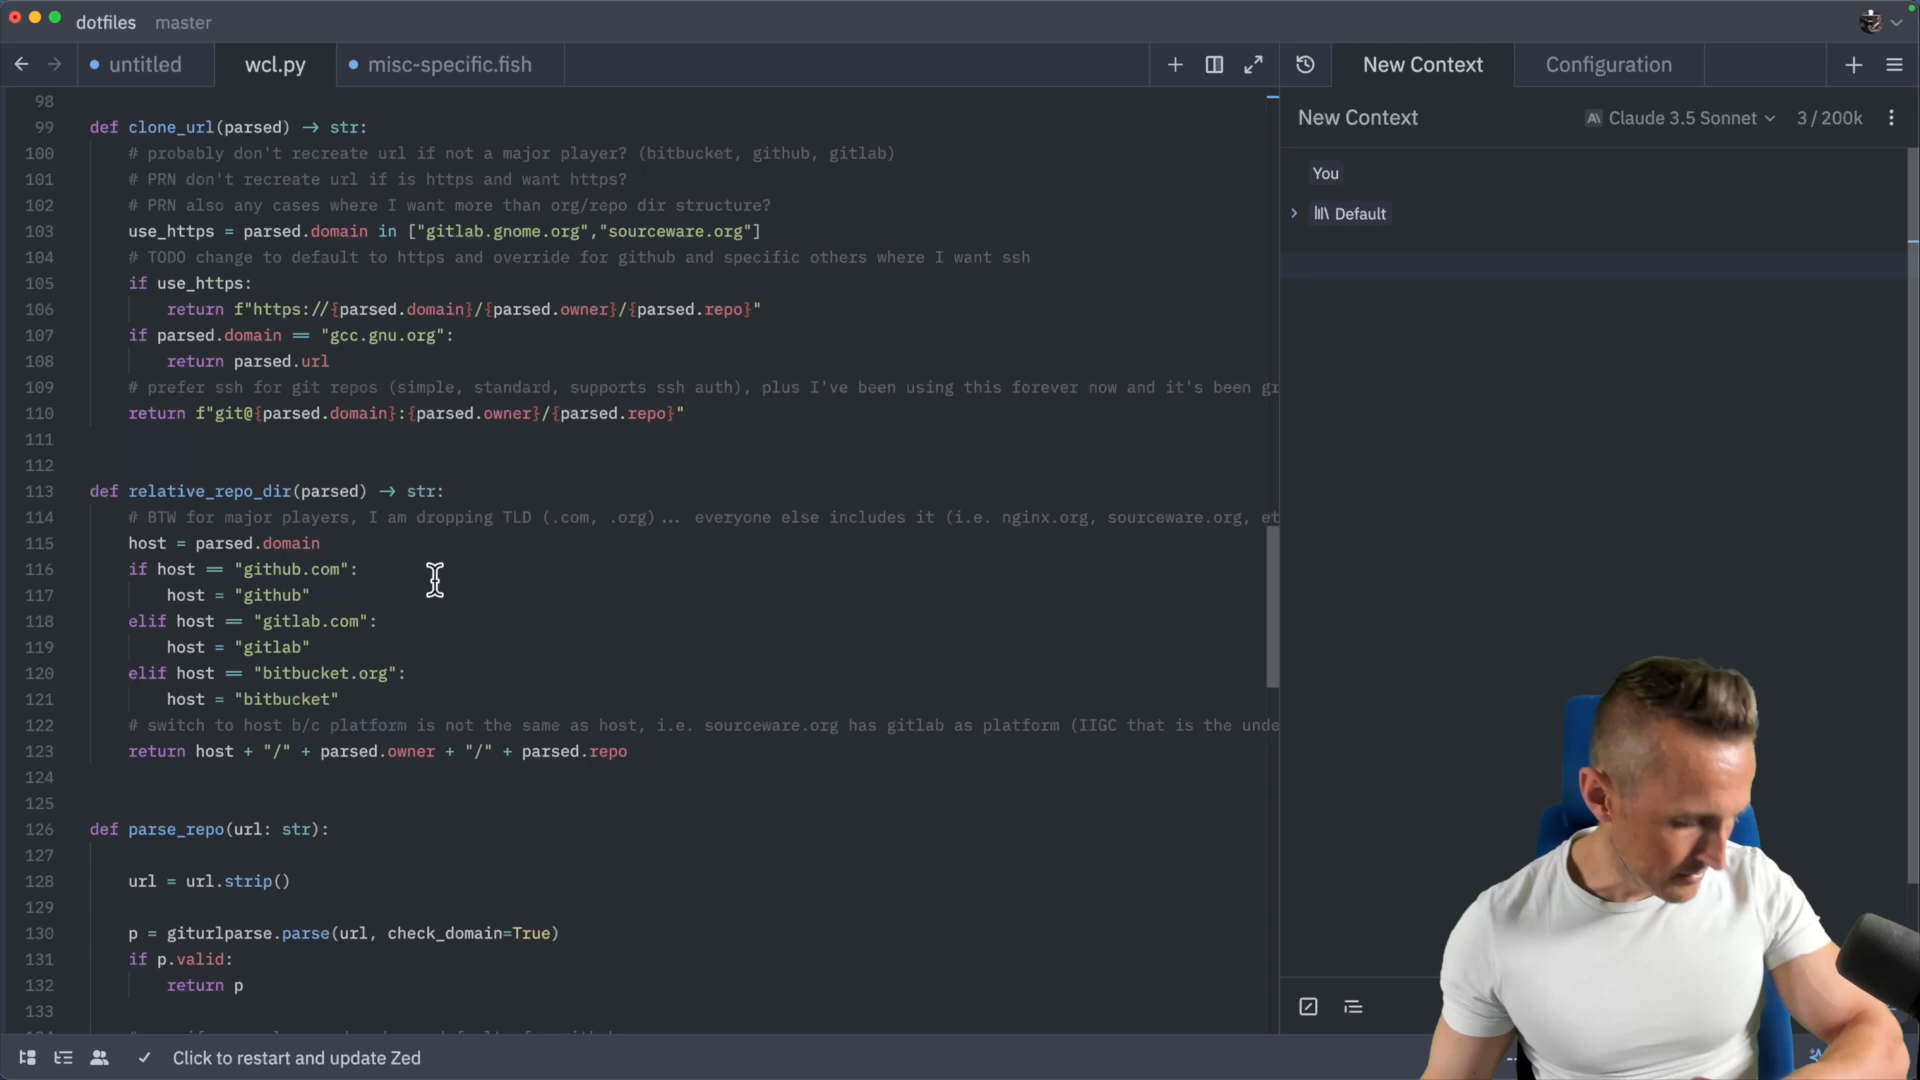 dotfiles master
untitled wcl.py misc-specific.fish New Context Configuration
98
99 def clone_url(parsed) → str:
100 # probably don't recreate url if not a major player? (bitbucket, github, gitlab)
101 # PRN don't recreate url if is https and want https?
102 # PRN also any cases where I want more than org/repo dir structure?
103 use_https = parsed.domain in ["gitlab.gnome.org","sourceware.org"]
104 # TODO change to default to https and override for github and specific others where I want ssh
105 if use_https:
106 return f"https://{parsed.domain}/{parsed.owner}/{parsed.repo}"
107 if parsed.domain == "gcc.gnu.org":
108 return parsed.url
109 # prefer ssh for git repos (simple, standard, supports ssh auth), plus I've been using this forever now and it's been gr
110 return f"git@{parsed.domain}:{parsed.owner}/{parsed.repo}"
111
112
113 def relative_repo_dir(parsed) → str:
114 # BTW for major players, I am dropping TLD (.com, .org)... everyone else includes it (i.e. nginx.org, sourceware.org, et
115 host = parsed.domain
116 if host == "github.com":
117 host = "github"
118 elif host == "gitlab.com":
119 host = "gitlab"
120 elif host == "bitbucket.org":
121 host = "bitbucket"
122 # switch to host b/c platform is not the same as host, i.e. sourceware.org has gitlab as platform (IIGC that is the unde
123 return host + "/" + parsed.owner + "/" + parsed.repo
124
125
126 def parse_repo(url: str):
127
128 url = url.strip()
129
130 p = giturlparse.parse(url, check_domain=True)
131 if p.valid:
132 return p
133
New Context Claude 3.5 Sonnet 3 / 200k
You
Default
Click to restart and update Zed